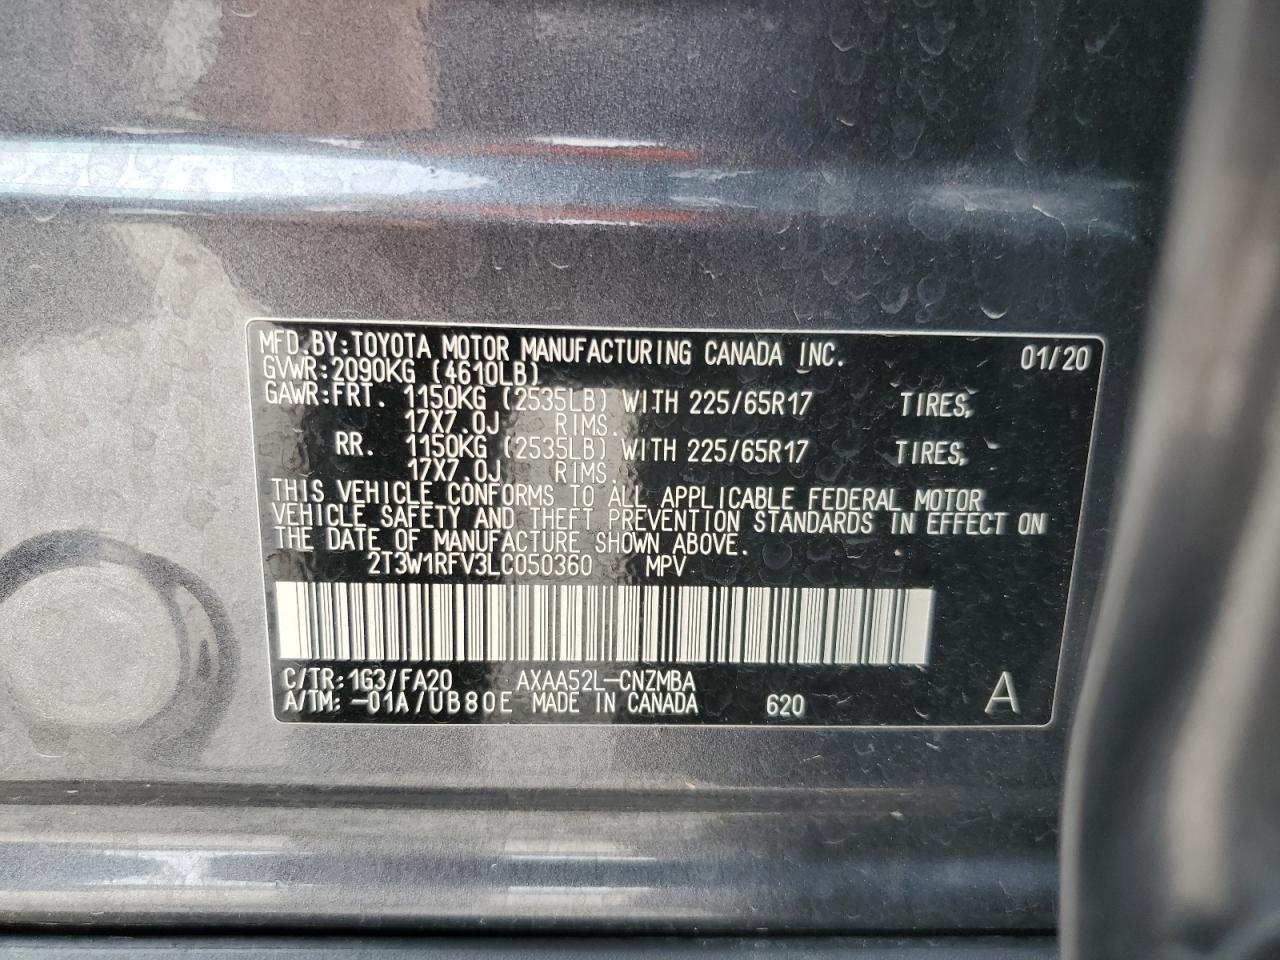 MFD.BY:TOYOTA MOTOR MANUFACTURING CANADA INC. 01/20
GVWR:2090KG (4610LB)
GAWR:FRT. 1150KG (2535LB) WITH 225/65R17 TIRES,
17X7.0J RIMS.
RR. 1150KG (2535LB) WITH 225/65R17 TIRES,
17X7.0J RIMS.
THIS VEHICLE CONFORMS TO ALL APPLICABLE FEDERAL MOTOR
VEHICLE SAFETY AND THEFT PREVENTION STANDARDS IN EFFECT ON
THE DATE OF MANUFACTURE SHOWN ABOVE.
2T3W1RFV3LC050360 MPV
C/TR:1G3/FA20 AXAA52L-CNZMBA
A/TM:-01A/UB80E MADE IN CANADA 620 A